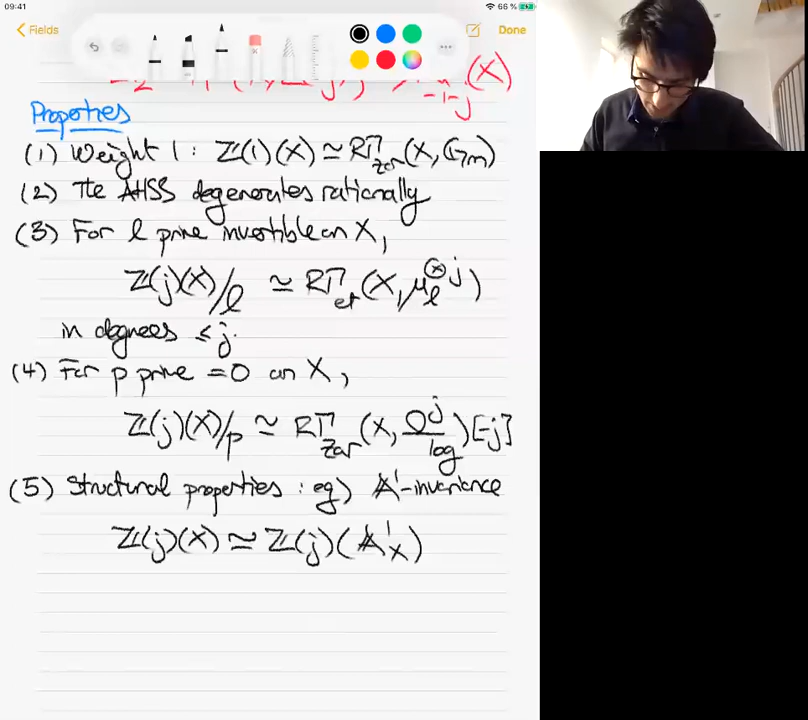 09:41
6 %
Fields
Done
(X)
-1-j
Properties
(1) Weight 1 : ℤ(1)(X) ≃ RΓ_zar(X, 𝔾_m)
(2) The AHSS degenerates rationally
(3) For l prime invertible on X,
ℤ(j)(X)/l ≃ RΓ_et(X, μ_l^{⊗j})
in degrees ≤ j.
(4) For p prime = 0 on X,
ℤ(j)(X)/p ≃ RΓ_zar(X, Ω^j_log)[-j]
(5) Structural properties : eg) 𝔸¹-invariance
ℤ(j)(X) ≃ ℤ(j)(𝔸¹_X)